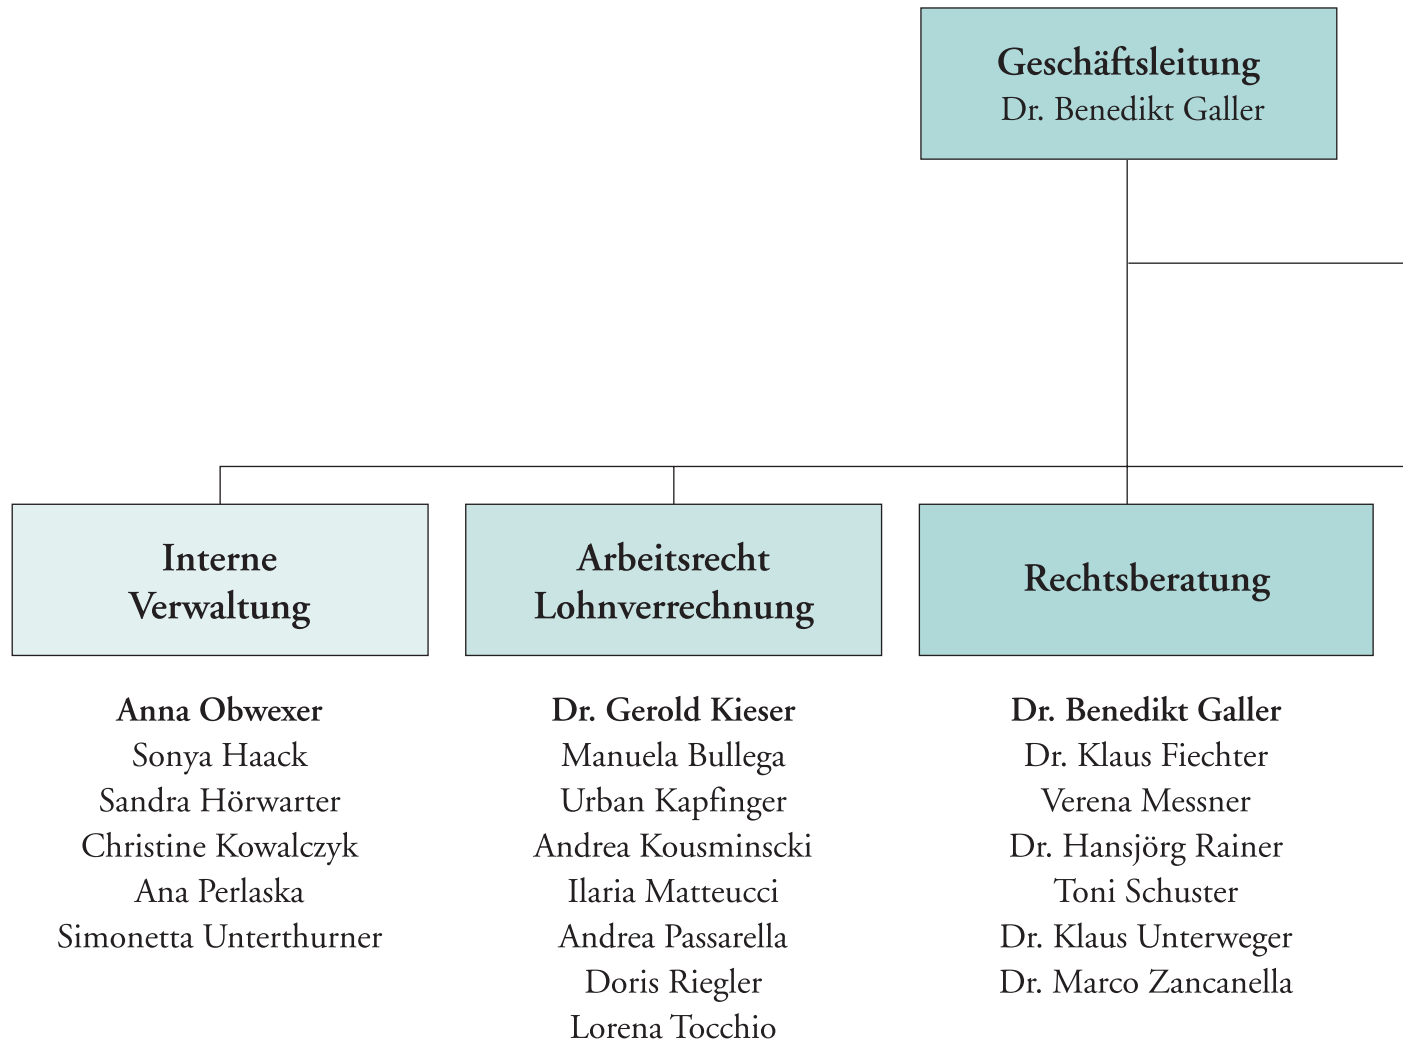 Geschäftsleitung
Dr. Benedikt Galler
Interne
Verwaltung
Anna Obwexer
Sonya Haack
Sandra Hörwarter
Christine Kowalczyk
Ana Perlaska
Simonetta Unterthurner
Arbeitsrecht
Lohnverrechnung
Dr. Gerold Kieser
Manuela Bullega
Urban Kapfinger
Andrea Kousminscki
Ilaria Matteucci
Andrea Passarella
Doris Riegler
Lorena Tocchio
Rechtsberatung
Dr. Benedikt Galler
Dr. Klaus Fiechter
Verena Messner
Dr. Hansjörg Rainer
Toni Schuster
Dr. Klaus Unterweger
Dr. Marco Zancanella